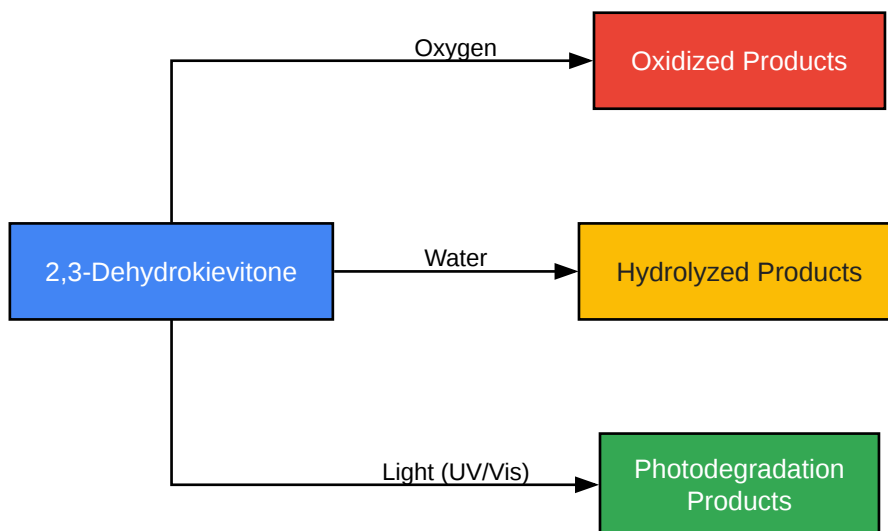 Oxygen
Oxidized Products
2,3-Dehydrokievitone
Water
Hydrolyzed Products
Light (UV/Vis)
Photodegradation
Products